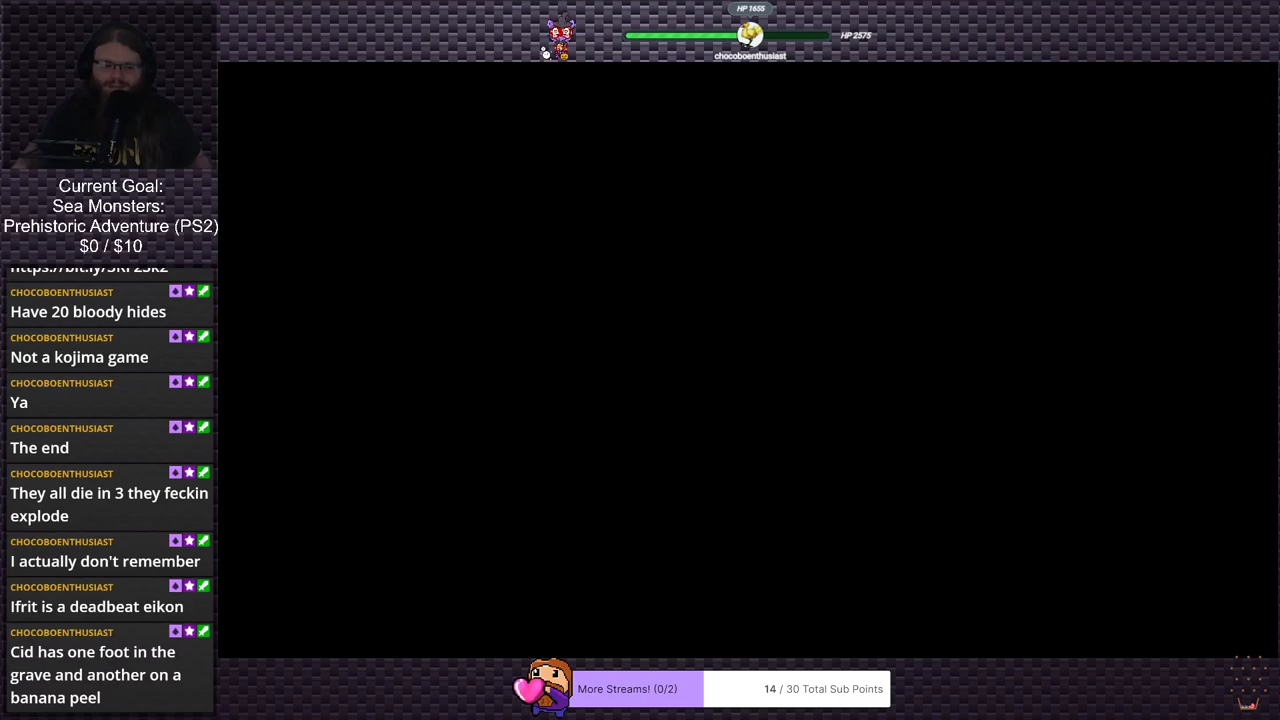 HP 1655
HP 2575
chocoboenthusiast
Current Goal:
Sea Monsters:
Prehistoric Adventure (PS2)
$0 / $10
CHOCOBOENTHUSIAST
Have 20 bloody hides
CHOCOBOENTHUSIAST
Not a kojima game
CHOCOBOENTHUSIAST
Ya
CHOCOBOENTHUSIAST
The end
CHOCOBOENTHUSIAST
They all die in 3 they feckin
explode
CHOCOBOENTHUSIAST
I actually don't remember
CHOCOBOENTHUSIAST
Ifrit is a deadbeat eikon
CHOCOBOENTHUSIAST
Cid has one foot in the
grave and another on a
banana peel
More Streams! (0/2)
14 / 30 Total Sub Points